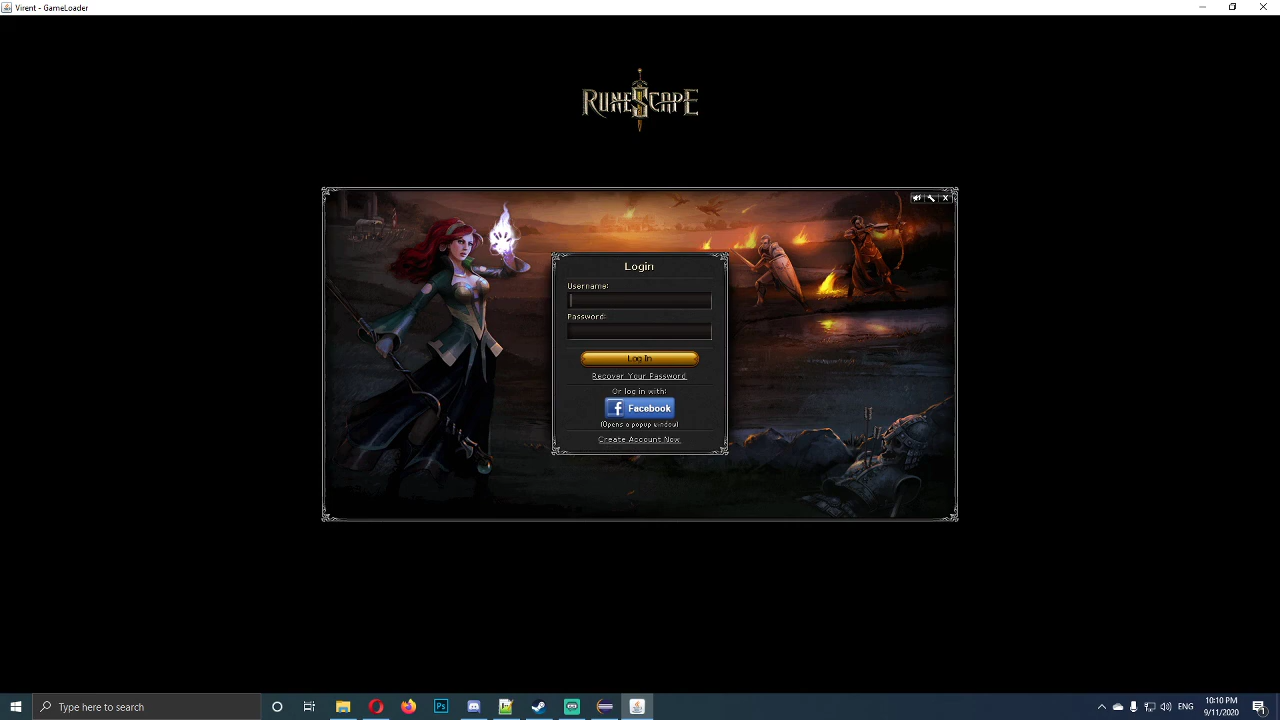 Virent - GameLoader
RUNESCAPE
Login
Username:
Password:
Log In
Recover Your Password
Or log in with:
f Facebook
(Opens a popup window)
Create Account Now
Type here to search
Ps
ENG
10:10 PM
9/11/2020